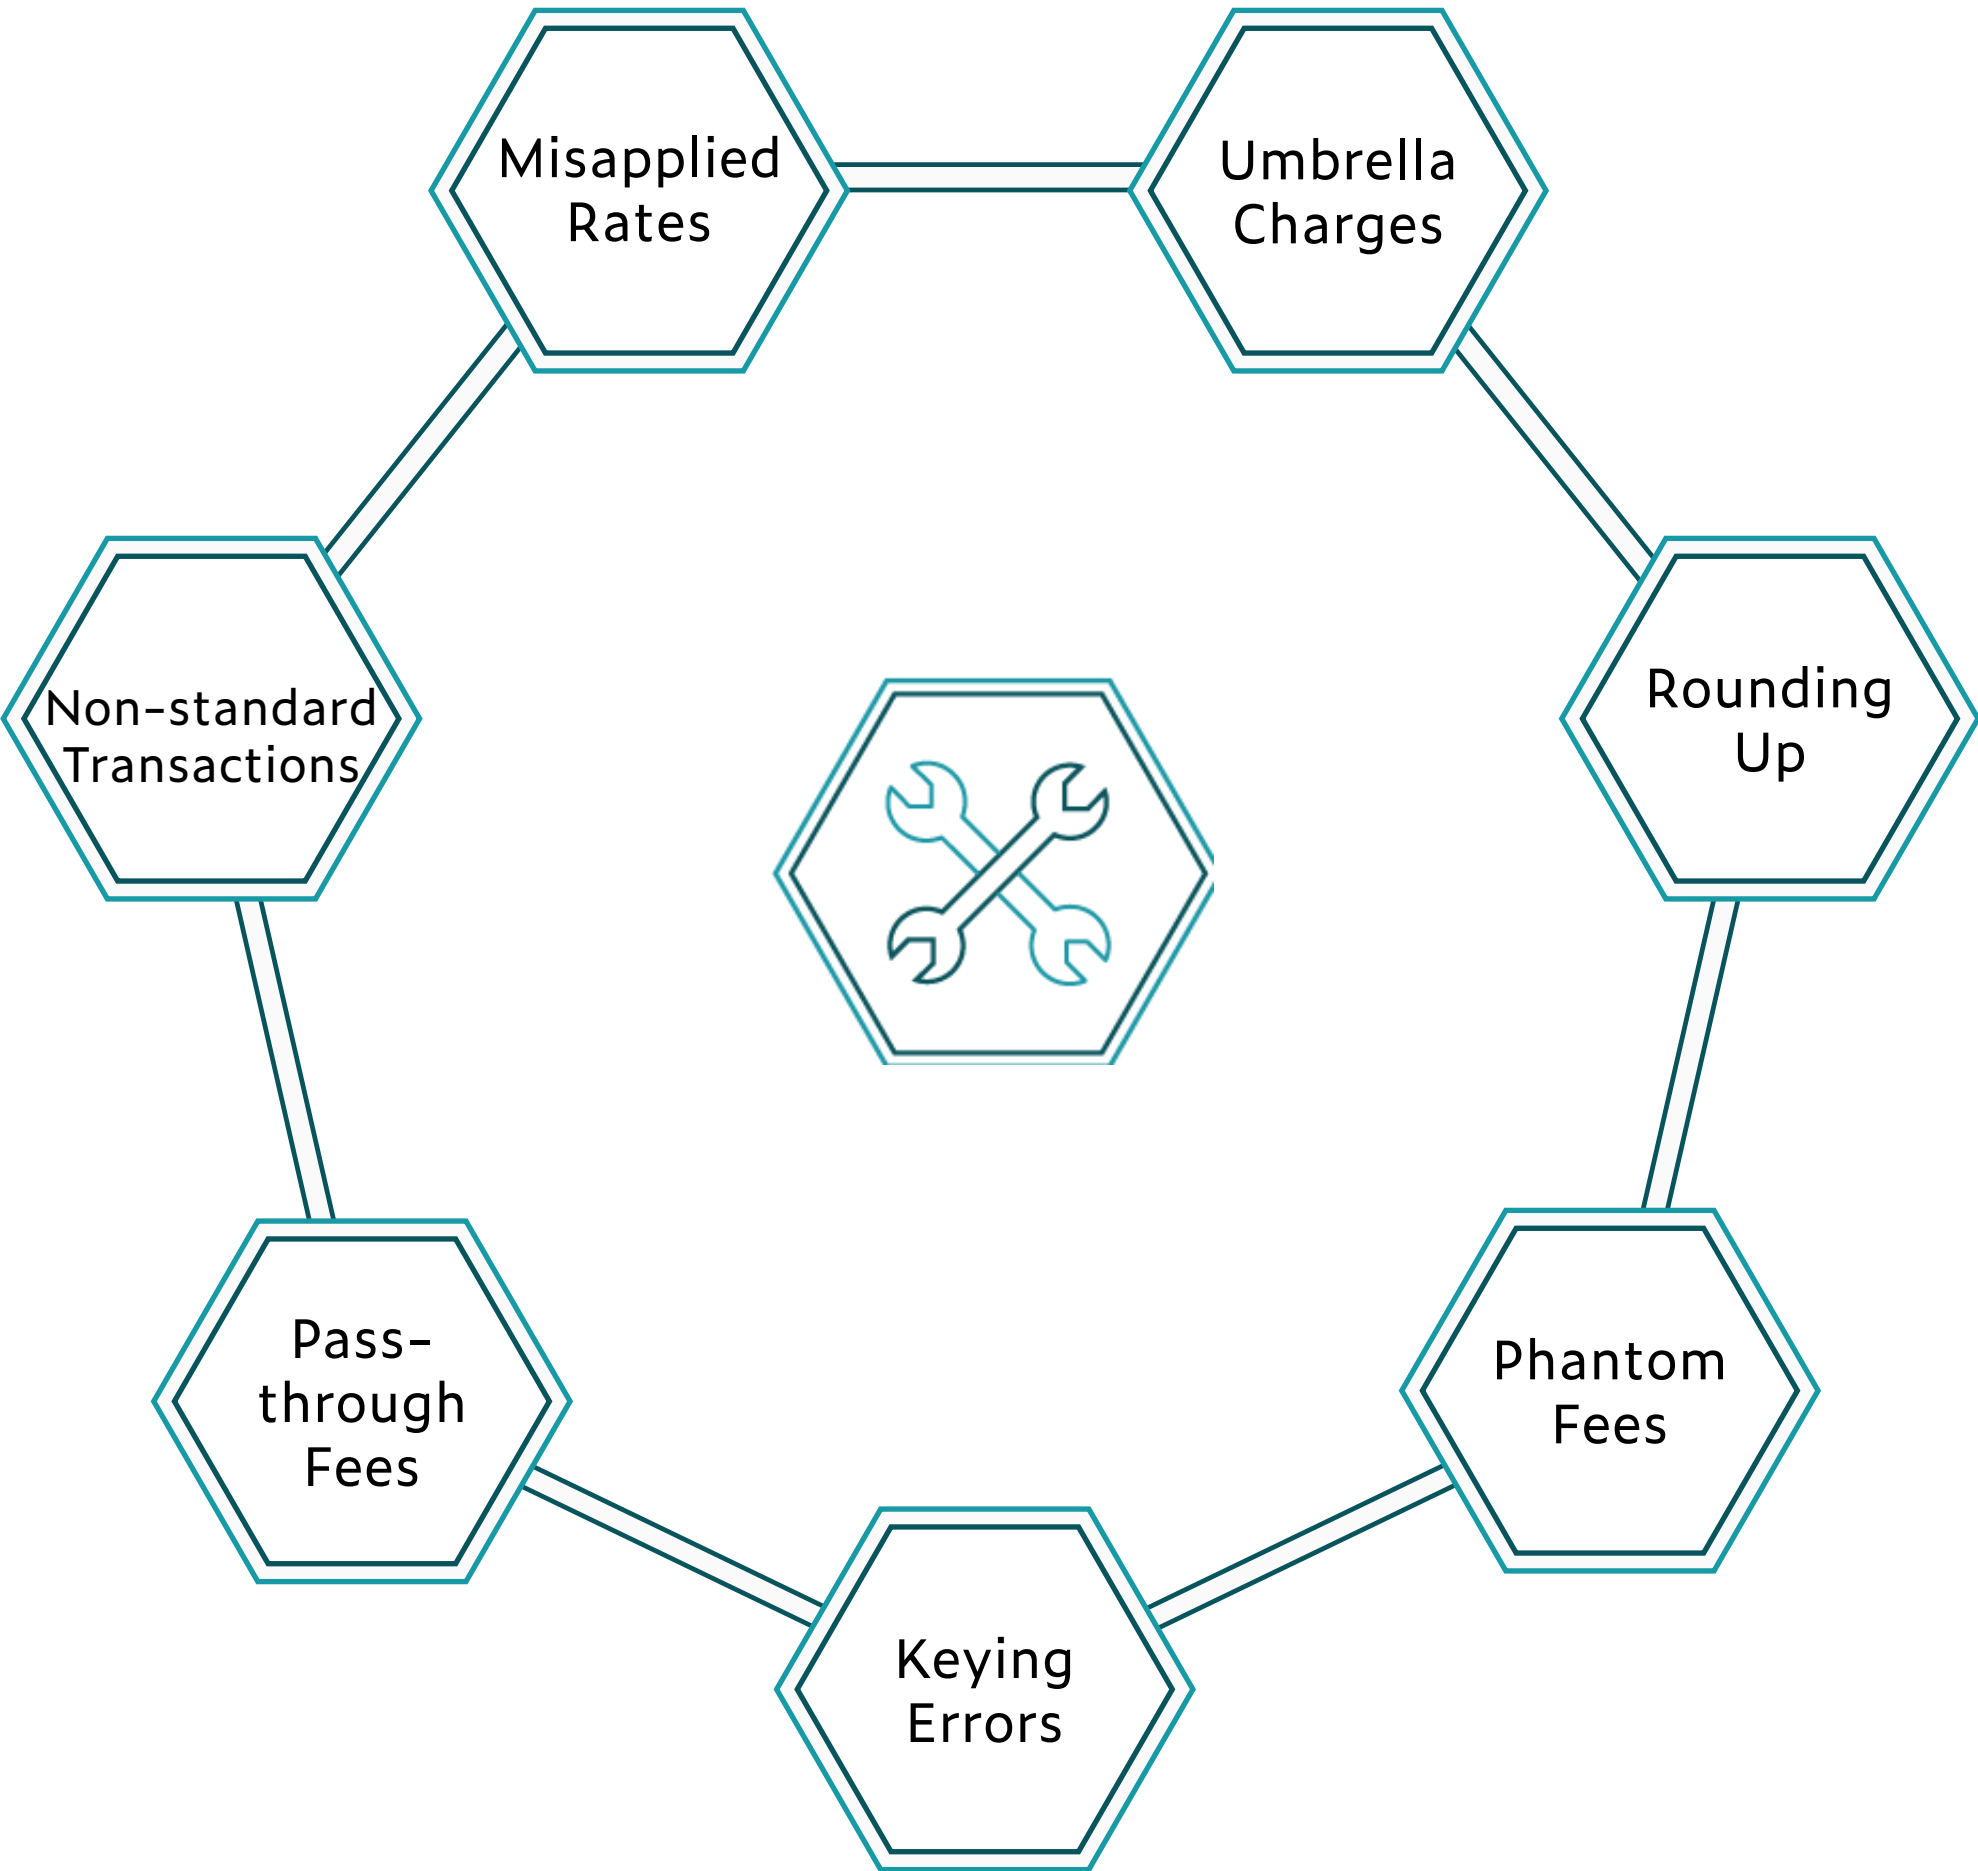 Misapplied
Rates
Umbrella
Charges
Non-standard
Transactions
Rounding
Up
Pass-
through
Fees
Phantom
Fees
Keying
Errors